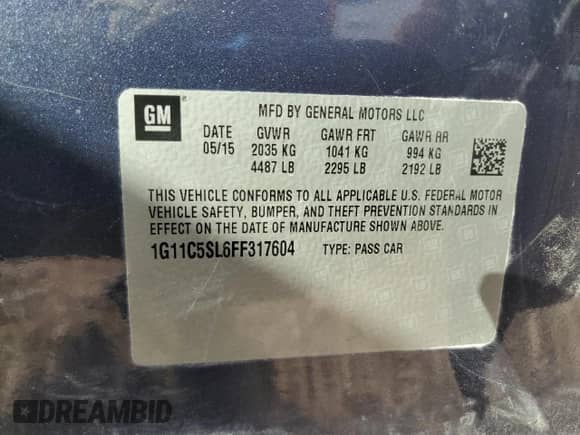 GM ® MFD BY GENERAL MOTORS LLC
DATE GVWR GAWR FRT GAWR RR
05/15 2035 KG 1041 KG 994 KG
4487 LB 2295 LB 2192 LB
THIS VEHICLE CONFORMS TO ALL APPLICABLE U.S. FEDERAL MOTOR
VEHICLE SAFETY, BUMPER, AND THEFT PREVENTION STANDARDS IN
EFFECT ON THE DATE OF MANUFACTURE SHOWN ABOVE.
1G11C5SL6FF317604 TYPE: PASS CAR
DREAMBID